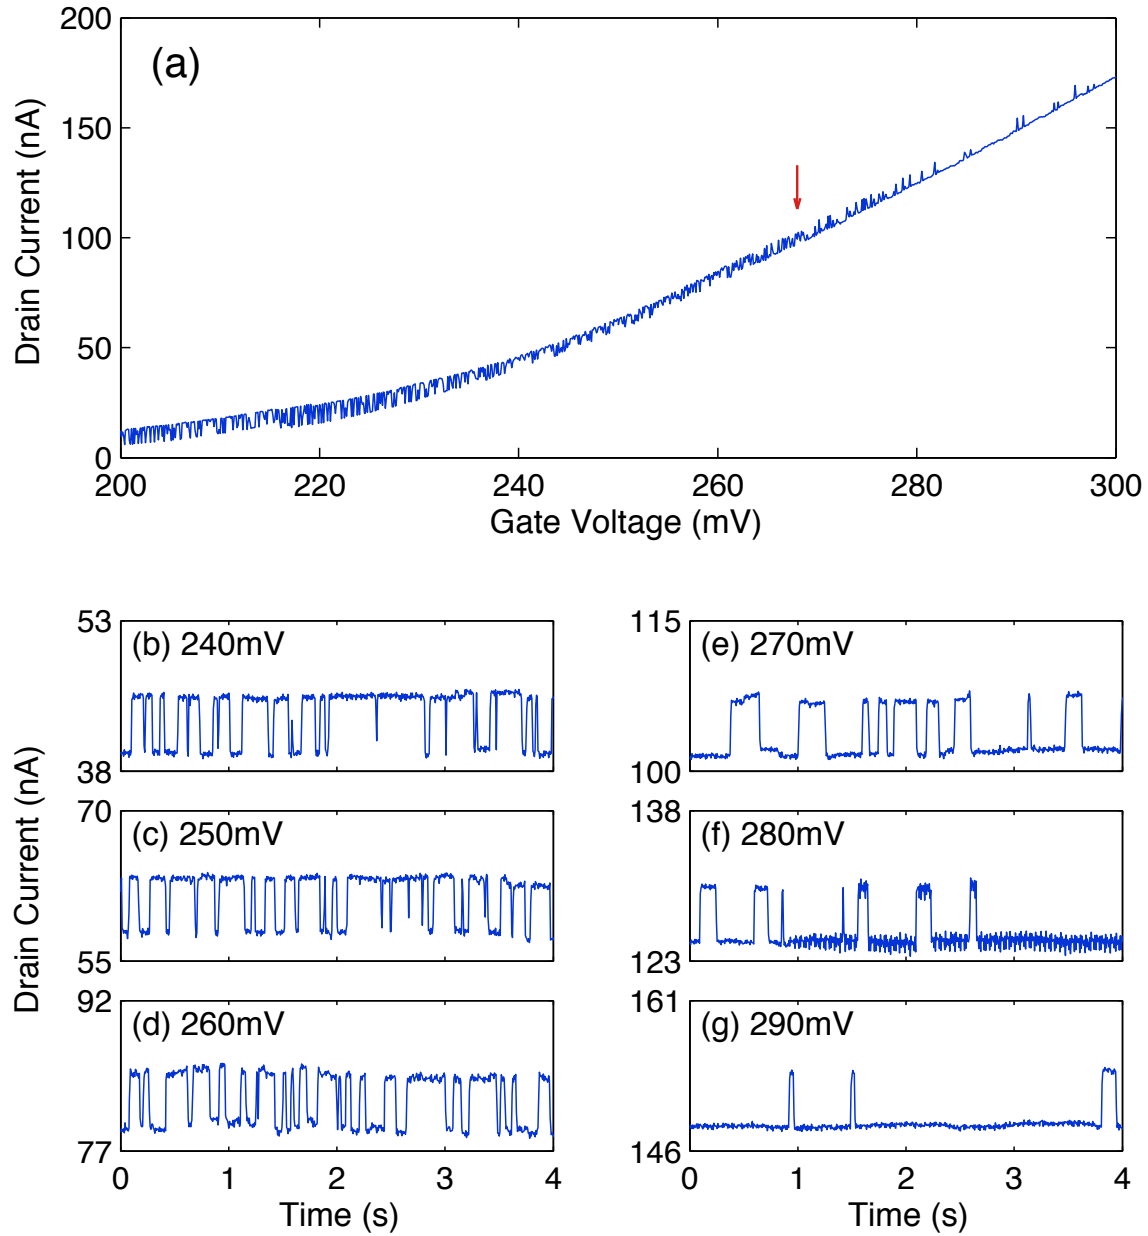 200
(a)
150
100
50
0
Drain Current (nA)
200 220 240 260 280 300
Gate Voltage (mV)
53
(b) 240mV
38
70
(c) 250mV
55
92
(d) 260mV
77
0 1 2 3 4
Time (s)
Drain Current (nA)
115
(e) 270mV
100
138
(f) 280mV
123
161
(g) 290mV
146
0 1 2 3 4
Time (s)